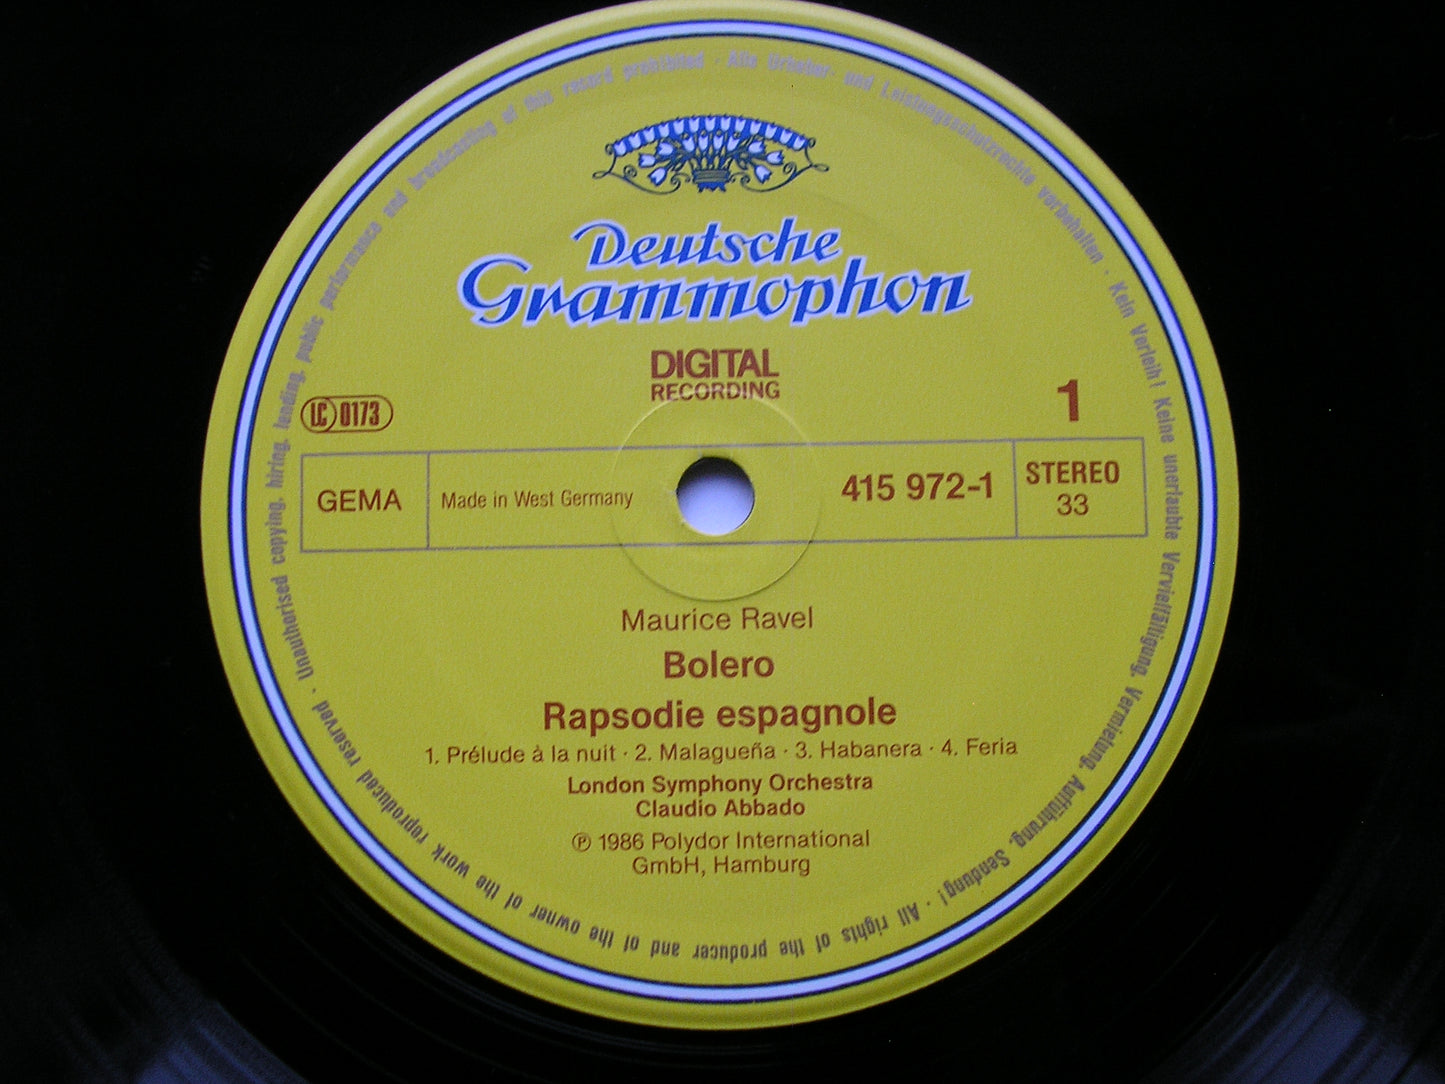 Deutsche
Grammophon
DIGITAL
RECORDING
LC 0173
1
GEMA
Made in West Germany
415 972-1
STEREO
33
Maurice Ravel
Bolero
Rapsodie espagnole
1. Prélude à la nuit · 2. Malagueña · 3. Habanera · 4. Feria
London Symphony Orchestra
Claudio Abbado
℗ 1986 Polydor International
GmbH, Hamburg
Alle Urheber- und Leistungsschutzrechte vorbehalten · Kein Verleih! Keine unerlaubte Vervielfältigung, Vermietung, Aufführung, Sendung! · All rights of the producer and of the owner of the work reproduced reserved · Unauthorised copying, hiring, lending, public performance and broadcasting of this record prohibited ·